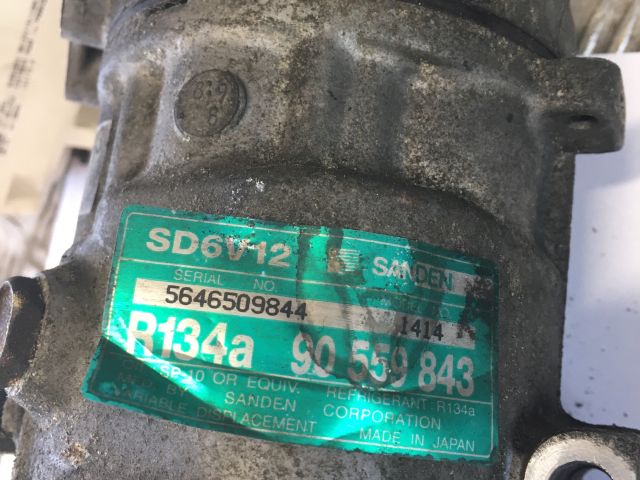 SD6V12 SANDEN
SERIAL NO.
5646509844 1414
R134a 90 559 843
SP-10 OR EQUIV. REFRIGERANT R134a
BY SANDEN CORPORATION
VARIABLE DISPLACEMENT MADE IN JAPAN